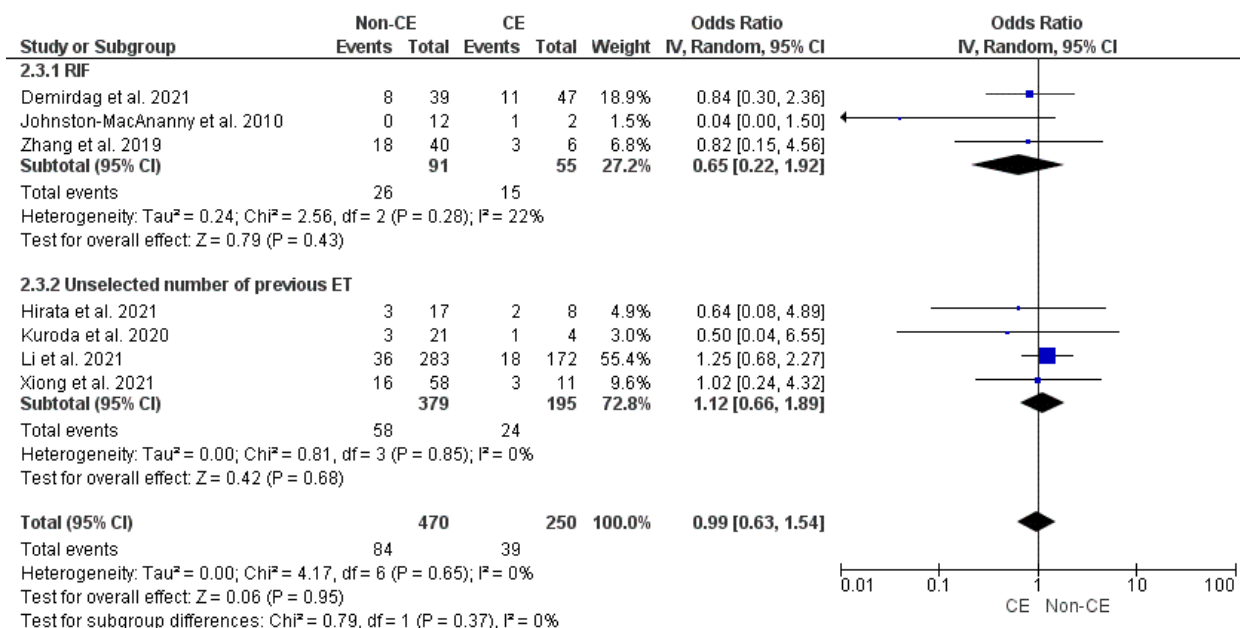 Non-CE CE Odds Ratio Odds Ratio
Study or Subgroup Events Total Events Total Weight IV, Random, 95% CI IV, Random, 95% CI
2.3.1 RIF
Demirdag et al. 2021 8 39 11 47 18.9% 0.84 [0.30, 2.36]
Johnston-MacAnanny et al. 2010 0 12 1 2 1.5% 0.04 [0.00, 1.50]
Zhang et al. 2019 18 40 3 6 6.8% 0.82 [0.15, 4.56]
Subtotal (95% CI) 91 55 27.2% 0.65 [0.22, 1.92]
Total events 26 15
Heterogeneity: Tau² = 0.24; Chi² = 2.56, df = 2 (P = 0.28); I² = 22%
Test for overall effect: Z = 0.79 (P = 0.43)
2.3.2 Unselected number of previous ET
Hirata et al. 2021 3 17 2 8 4.9% 0.64 [0.08, 4.89]
Kuroda et al. 2020 3 21 1 4 3.0% 0.50 [0.04, 6.55]
Li et al. 2021 36 283 18 172 55.4% 1.25 [0.68, 2.27]
Xiong et al. 2021 16 58 3 11 9.6% 1.02 [0.24, 4.32]
Subtotal (95% CI) 379 195 72.8% 1.12 [0.66, 1.89]
Total events 58 24
Heterogeneity: Tau² = 0.00; Chi² = 0.81, df = 3 (P = 0.85); I² = 0%
Test for overall effect: Z = 0.42 (P = 0.68)
Total (95% CI) 470 250 100.0% 0.99 [0.63, 1.54]
Total events 84 39
Heterogeneity: Tau² = 0.00; Chi² = 4.17, df = 6 (P = 0.65); I² = 0%
Test for overall effect: Z = 0.06 (P = 0.95)
Test for subgroup differences: Chi² = 0.79, df = 1 (P = 0.37), I² = 0%
0.01 0.1 1 10 100
CE Non-CE